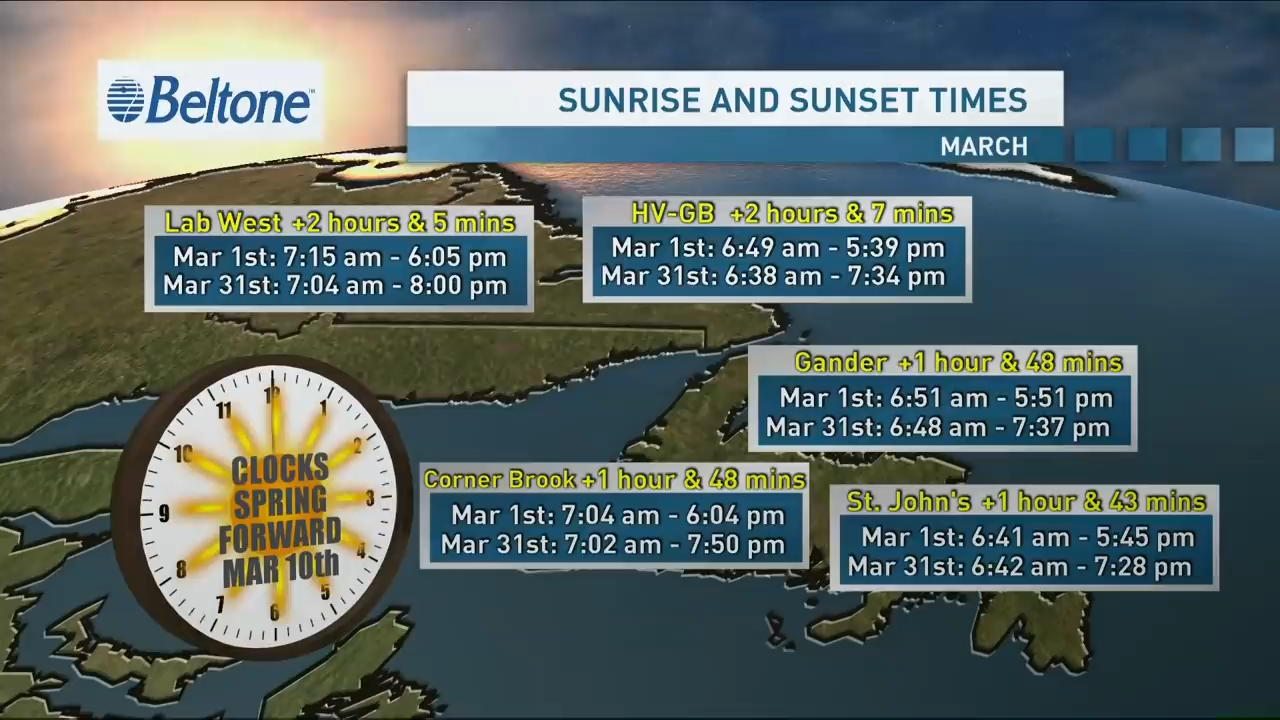 Beltone™
SUNRISE AND SUNSET TIMES
MARCH
Lab West +2 hours & 5 mins
Mar 1st: 7:15 am - 6:05 pm
Mar 31st: 7:04 am - 8:00 pm
HV-GB +2 hours & 7 mins
Mar 1st: 6:49 am - 5:39 pm
Mar 31st: 6:38 am - 7:34 pm
Gander +1 hour & 48 mins
Mar 1st: 6:51 am - 5:51 pm
Mar 31st: 6:48 am - 7:37 pm
Corner Brook +1 hour & 48 mins
Mar 1st: 7:04 am - 6:04 pm
Mar 31st: 7:02 am - 7:50 pm
St. John's +1 hour & 43 mins
Mar 1st: 6:41 am - 5:45 pm
Mar 31st: 6:42 am - 7:28 pm
12
1
2
3
4
5
6
7
8
9
10
11
CLOCKS
SPRING
FORWARD
MAR 10th